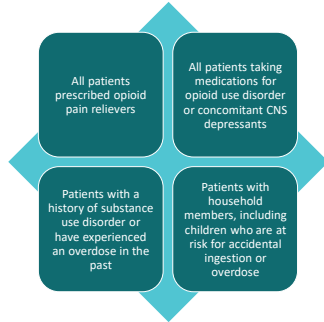 All patients
prescribed opioid
pain relievers
All patients taking
medications for
opioid use disorder
or concomitant CNS
depressants
Patients with a
history of substance
use disorder or
have experienced
an overdose in the
past
Patients with
household
members, including
children who are at
risk for accidental
ingestion or
overdose